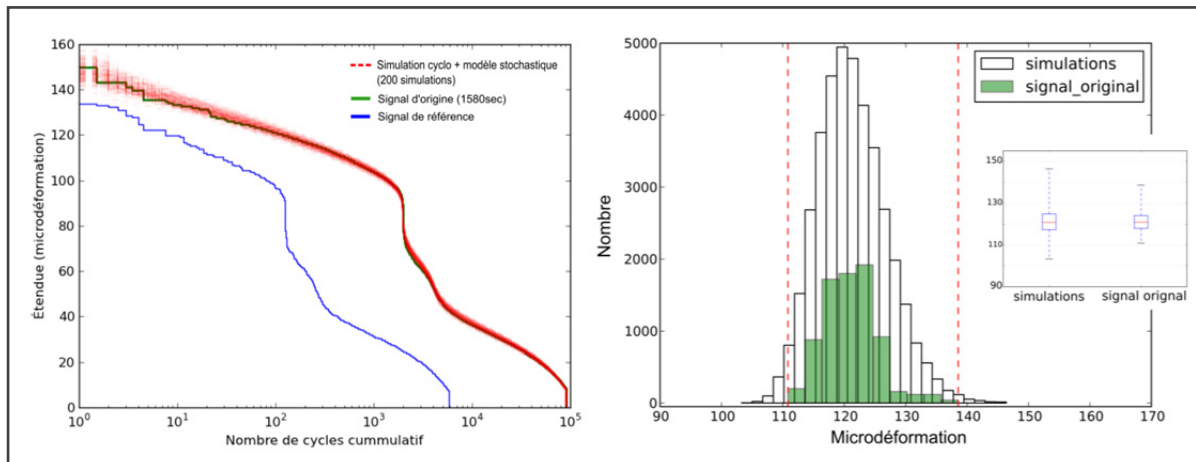 160
140
120
100
80
60
40
20
0
Étendue (microdéformation)
Simulation cyclo + modèle stochastique
(200 simulations)
Signal d'origine (1580sec)
Signal de référence
10^0 10^1 10^2 10^3 10^4 10^5
Nombre de cycles cummulatif
5000
4000
3000
2000
1000
0
Nombre
simulations
signal_original
150
130
110
90
simulations signal orignal
90 100 110 120 130 140 150 160 170
Microdéformation